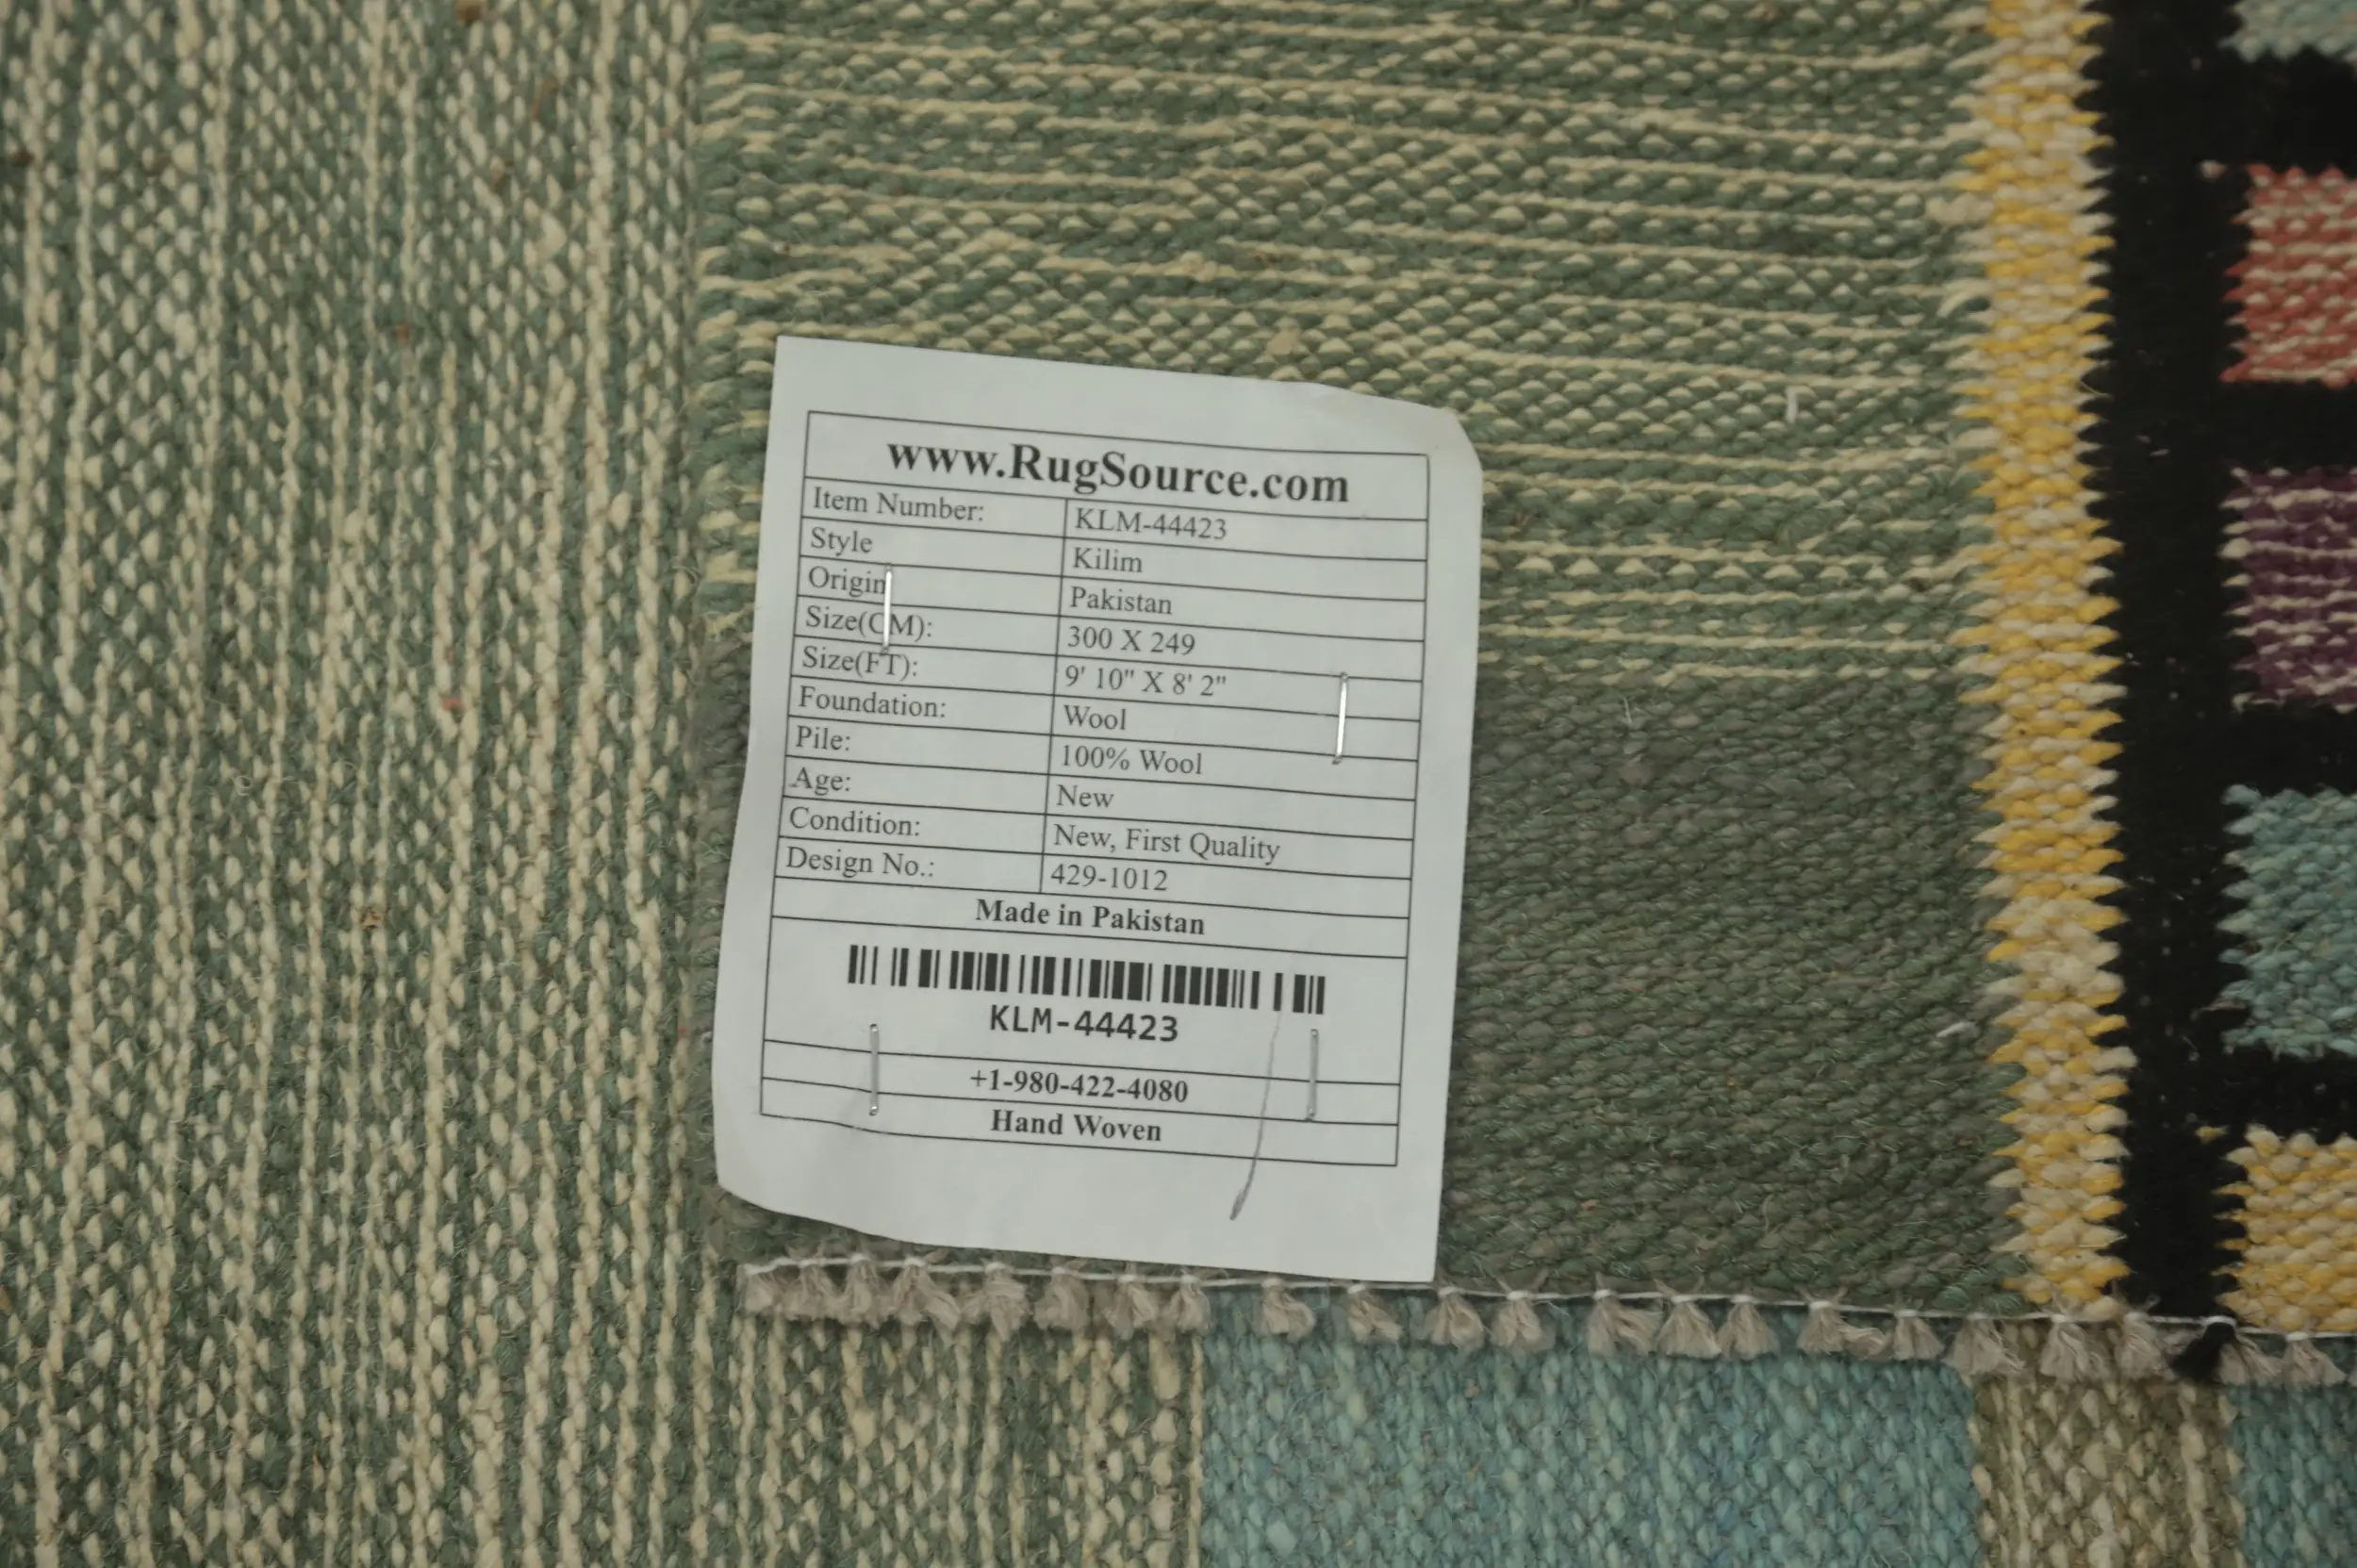 www.RugSource.com
Item Number: KLM-44423
Style Kilim
Origin Pakistan
Size(CM): 300 X 249
Size(FT): 9' 10" X 8' 2"
Foundation: Wool
Pile: 100% Wool
Age: New
Condition: New, First Quality
Design No.: 429-1012
Made in Pakistan
KLM-44423
+1-980-422-4080
Hand Woven